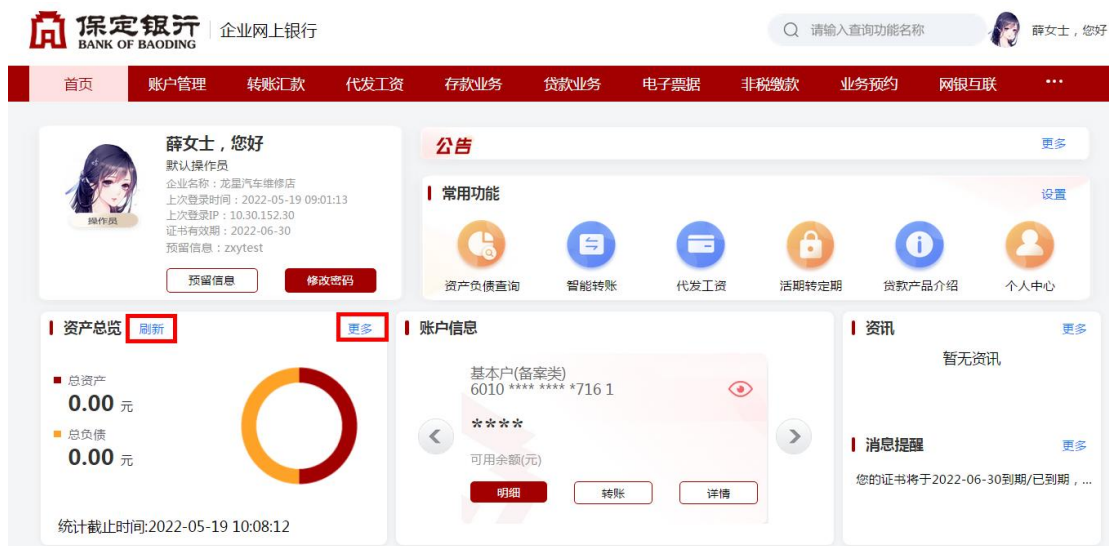 保定银行
BANK OF BAODING
企业网上银行
请输入查询功能名称
薛女士，您好
首页 账户管理 转账汇款 代发工资 存款业务 贷款业务 电子票据 非税缴款 业务预约 网银互联 •••
薛女士，您好
默认操作员
企业名称：龙星汽车维修店
上次登录时间：2022-05-19 09:01:13
上次登录IP：10.30.152.30
证书有效期：2022-06-30
预留信息：zxytest
操作员
预留信息 修改密码
公告 更多
常用功能 设置
资产负债查询 智能转账 代发工资 活期转定期 贷款产品介绍 个人中心
资产总览 刷新 更多
总资产
0.00 元
总负债
0.00 元
统计截止时间:2022-05-19 10:08:12
账户信息
基本户(备案类)
6010 **** **** *716 1
****
可用余额(元)
明细 转账 详情
资讯 更多
暂无资讯
消息提醒 更多
您的证书将于2022-06-30到期/已到期，...